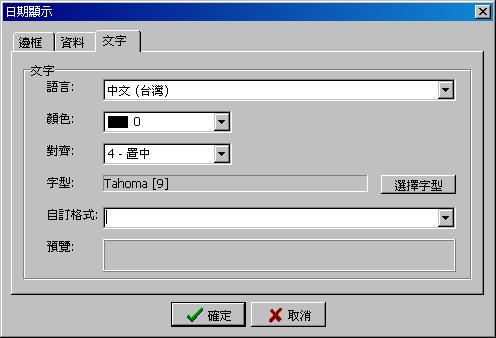 日期顯示
邊框 資料 文字
文字
語言: 中文 (台灣)
顏色: 0
對齊: 4 - 置中
字型: Tahoma [9] 選擇字型
自訂格式:
預覽:
確定 取消